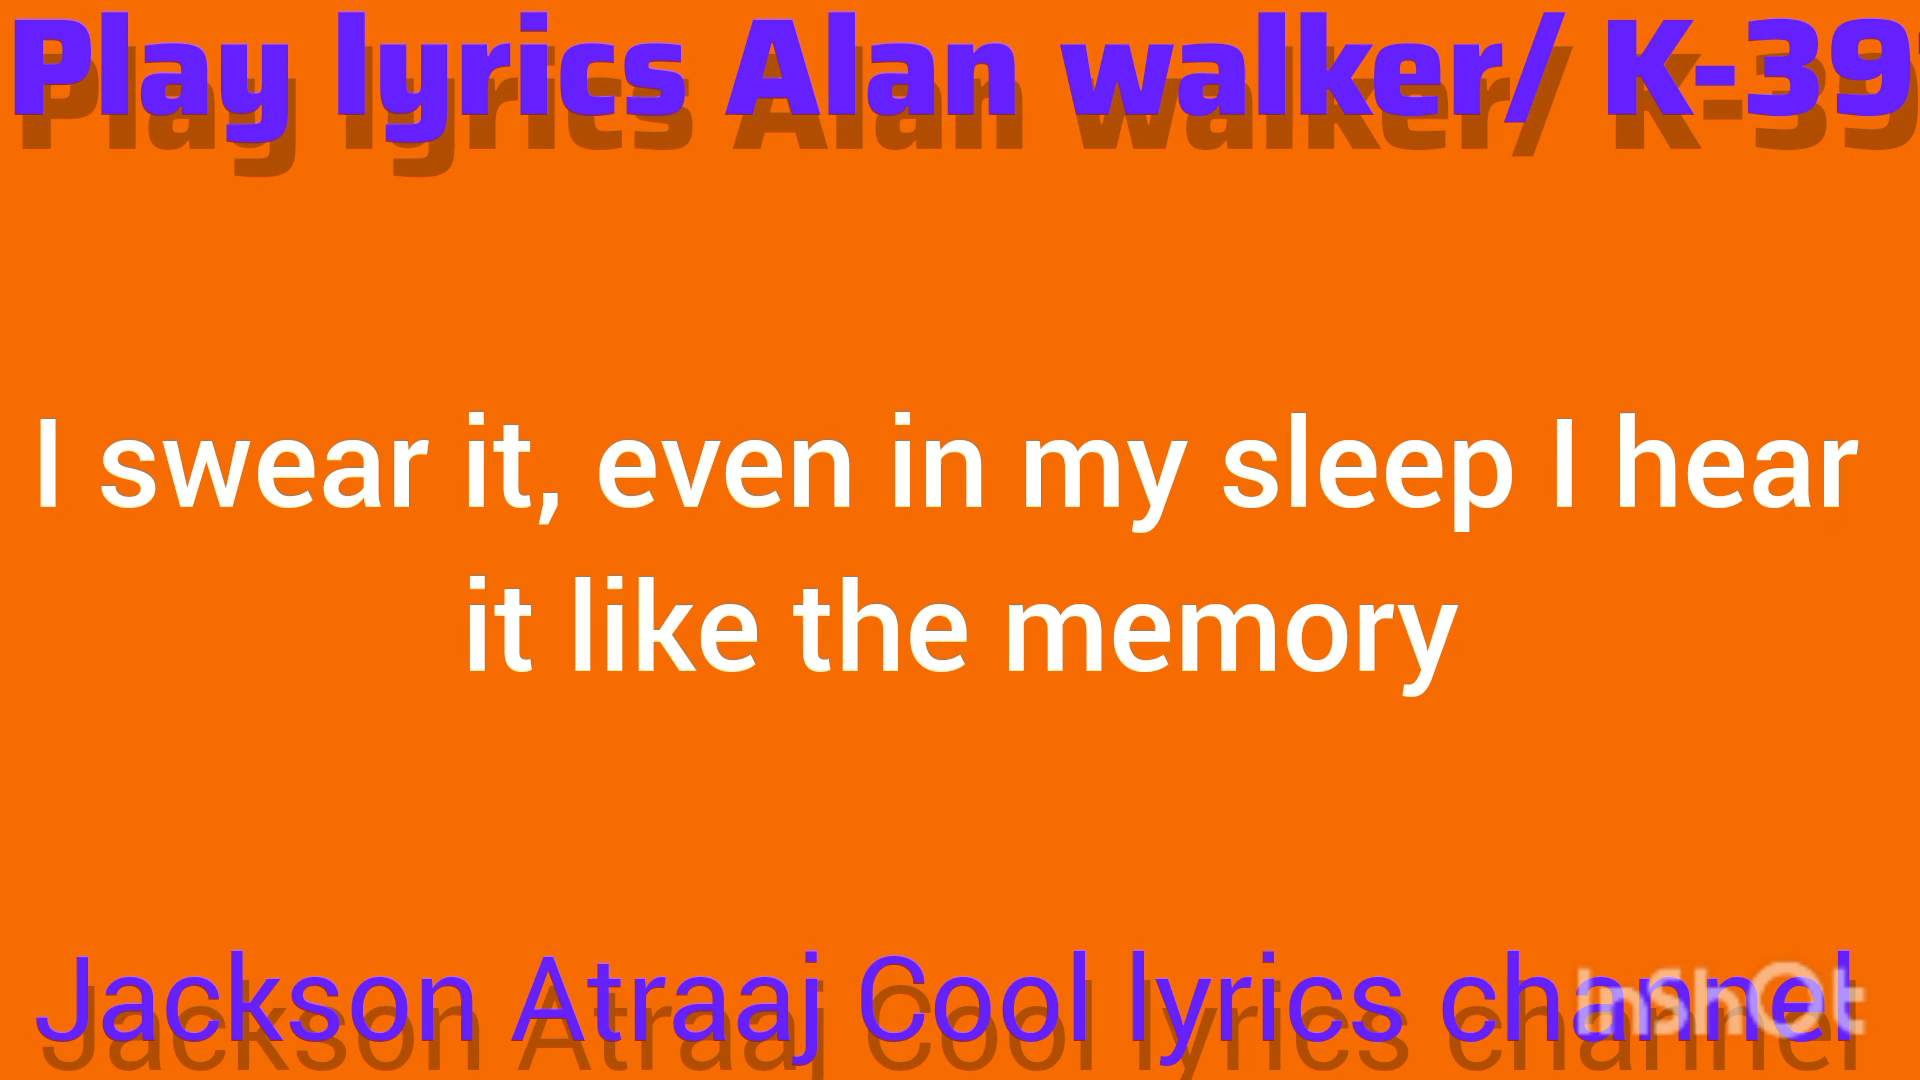 Play lyrics Alan walker/ K-39
I swear it, even in my sleep I hear
it like the memory
Jackson Atraaj Cool lyrics channel
InShOt